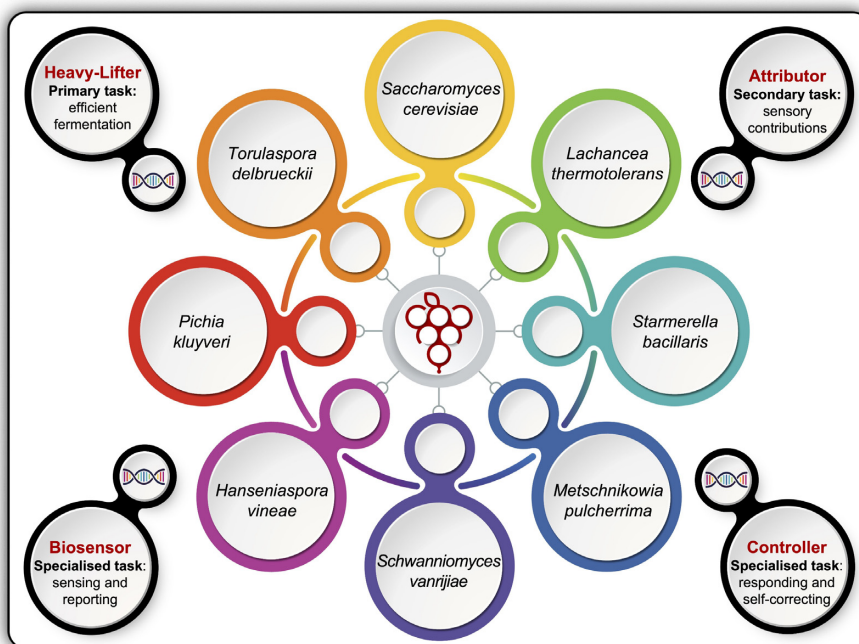 Heavy-Lifter
Primary task:
efficient
fermentation
Saccharomyces
cerevisiae
Attributor
Secondary task:
sensory
contributions
Torulaspora
delbrueckii
Lachancea
thermotolerans
Pichia
kluyveri
Starmerella
bacillaris
Hanseniaspora
vineae
Metschnikowia
pulcherrima
Schwanniomyces
vanrijiae
Biosensor
Specialised task:
sensing and
reporting
Controller
Specialised task:
responding and
self-correcting